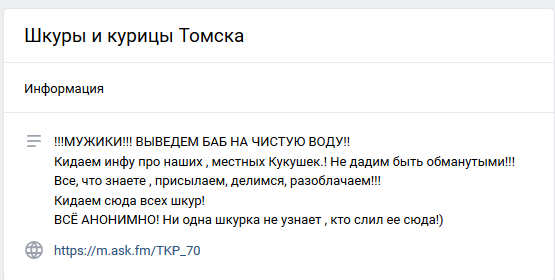 Шкуры и курицы Томска
Информация
!!!МУЖИКИ!!! ВЫВЕДЕМ БАБ НА ЧИСТУЮ ВОДУ!!
Кидаем инфу про наших , местных Кукушек.! Не дадим быть обманутыми!!!
Все, что знаете , присылаем, делимся, разоблачаем!!!
Кидаем сюда всех шкур!
ВСЁ АНОНИМНО! Ни одна шкурка не узнает , кто слил ее сюда!)
https://m.ask.fm/TKP_70